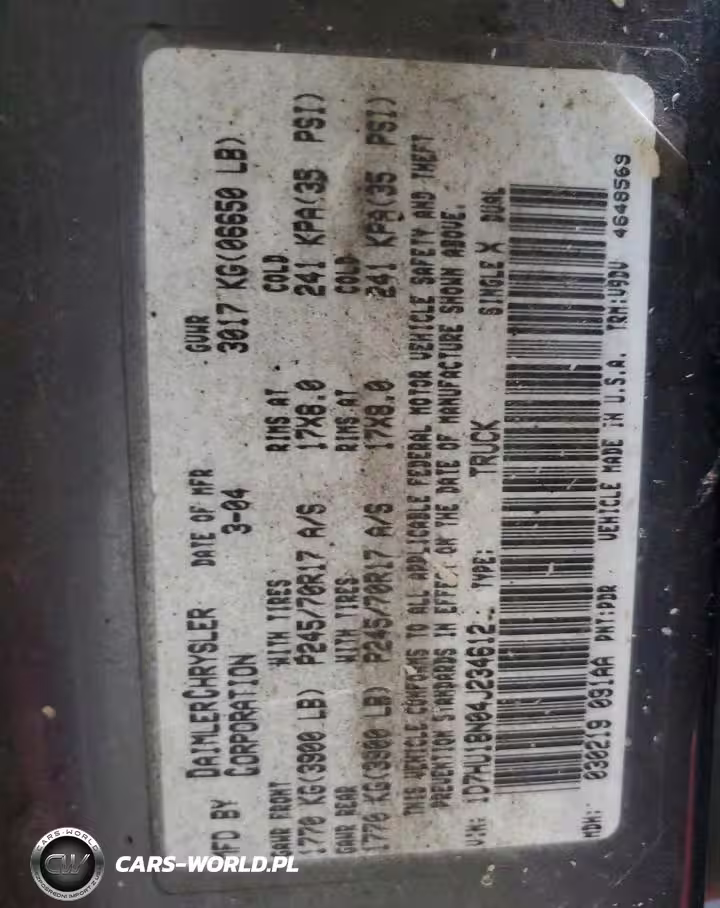 MFD BY DAIMLERCHRYSLER CORPORATION DATE OF MFR 3-04 GVWR 3017 KG(06650 LB)
GAWR FRONT WITH TIRES RIMS AT COLD
1770 KG(3900 LB) P245/70R17 A/S 17X8.0 241 KPA(35 PSI)
GAWR REAR WITH TIRES RIMS AT COLD
1770 KG(3900 LB) P245/70R17 A/S 17X8.0 241 KPA(35 PSI)
THIS VEHICLE CONFORMS TO ALL APPLICABLE FEDERAL MOTOR VEHICLE SAFETY AND THEFT
PREVENTION STANDARDS IN EFFECT ON THE DATE OF MANUFACTURE SHOWN ABOVE.
VIN: 1D7HU18N04J234612 TYPE: TRUCK SINGLE X DUAL
MDH: 030219 091AA PNT:PDR VEHICLE MADE IN U.S.A. TRM:V9DV 4648569
CARS-WORLD
CW
CARS-WORLD.PL